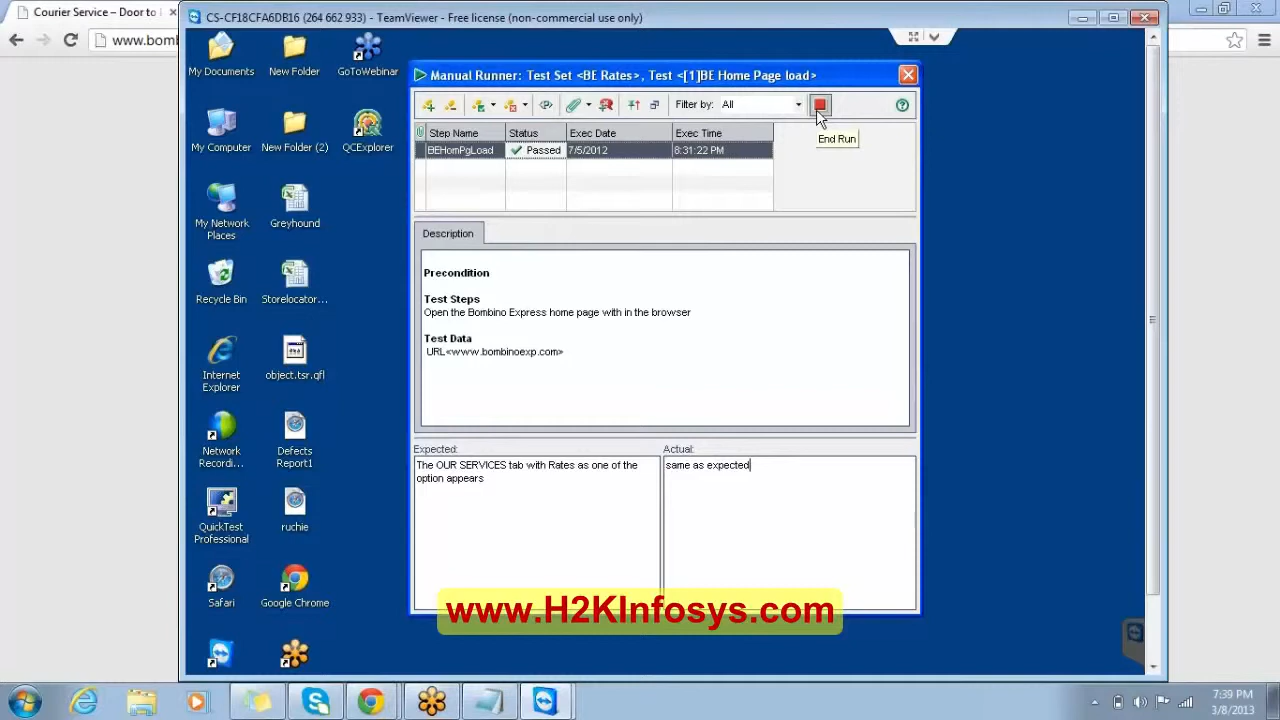 Courier Service – Door to
www.bomb
CS-CF18CFA6DB16 (264 662 933) - TeamViewer - Free license (non-commercial use only)
My Documents
New Folder
GoToWebinar
My Computer
New Folder (2)
QCExplorer
My Network
Places
Greyhound
Recycle Bin
Storelocator...
Internet
Explorer
object.tsr.qfl
Network
Recordi...
Defects
Report1
QuickTest
Professional
ruchie
Safari
Google Chrome
Manual Runner: Test Set <BE Rates>, Test <[1]BE Home Page load>
Filter by:
All
End Run
Step Name
Status
Exec Date
Exec Time
BEHomPgLoad
Passed
7/5/2012
8:31:22 PM
Description
Precondition
Test Steps
Open the Bombino Express home page with in the browser
Test Data
URL<www.bombinoexp.com>
Expected:
The OUR SERVICES tab with Rates as one of the
option appears
Actual:
same as expected
www.H2KInfosys.com
7:39 PM
3/8/2013